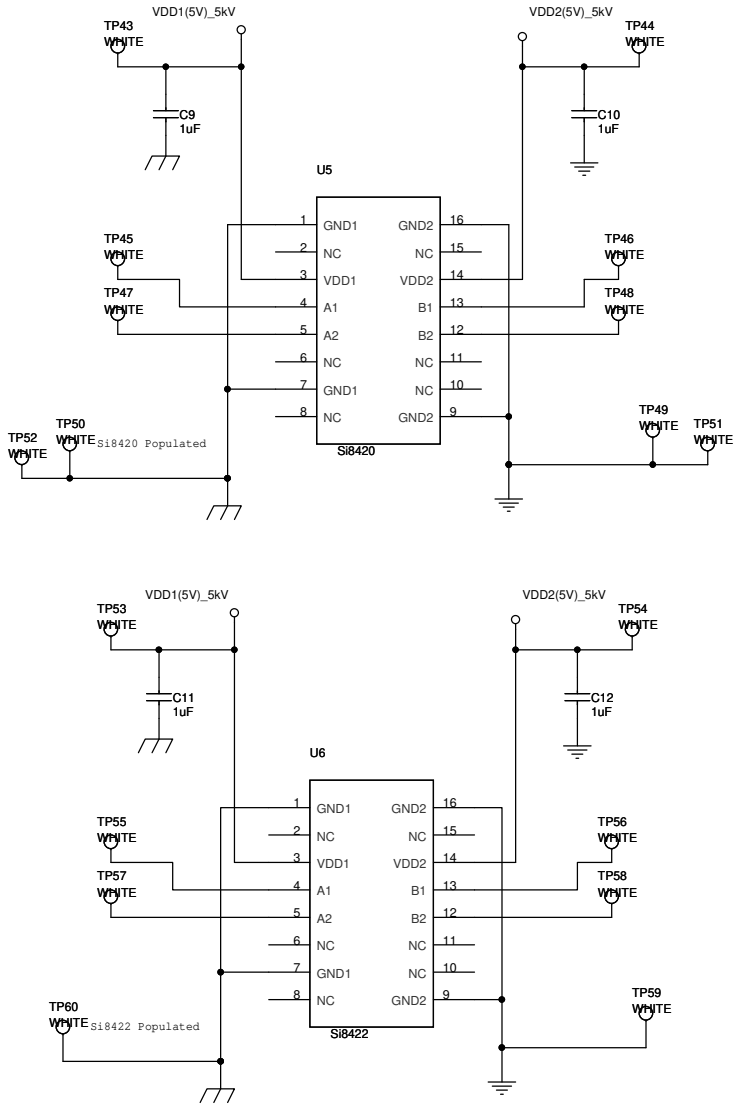 VDD1(5V)_5kV VDD2(5V)_5kV
TP43 TP44
WHITE WHITE
C9 C10
1uF 1uF
U5
1 GND1 GND2 16
2 NC NC 15
TP45 TP46
WHITE WHITE
3 VDD1 VDD2 14
TP47 TP48
WHITE WHITE
4 A1 B1 13
5 A2 B2 12
6 NC NC 11
7 GND1 NC 10
8 NC GND2 9
TP49
WHITE
TP50
WHITE
TP51
WHITE
TP52
WHITE
Si8420 Populated
Si8420
VDD1(5V)_5kV VDD2(5V)_5kV
TP53 TP54
WHITE WHITE
C11 C12
1uF 1uF
U6
1 GND1 GND2 16
2 NC NC 15
TP55 TP56
WHITE WHITE
3 VDD1 VDD2 14
TP57 TP58
WHITE WHITE
4 A1 B1 13
5 A2 B2 12
6 NC NC 11
7 GND1 NC 10
8 NC GND2 9
TP59
WHITE
TP60
WHITE
Si8422 Populated
Si8422